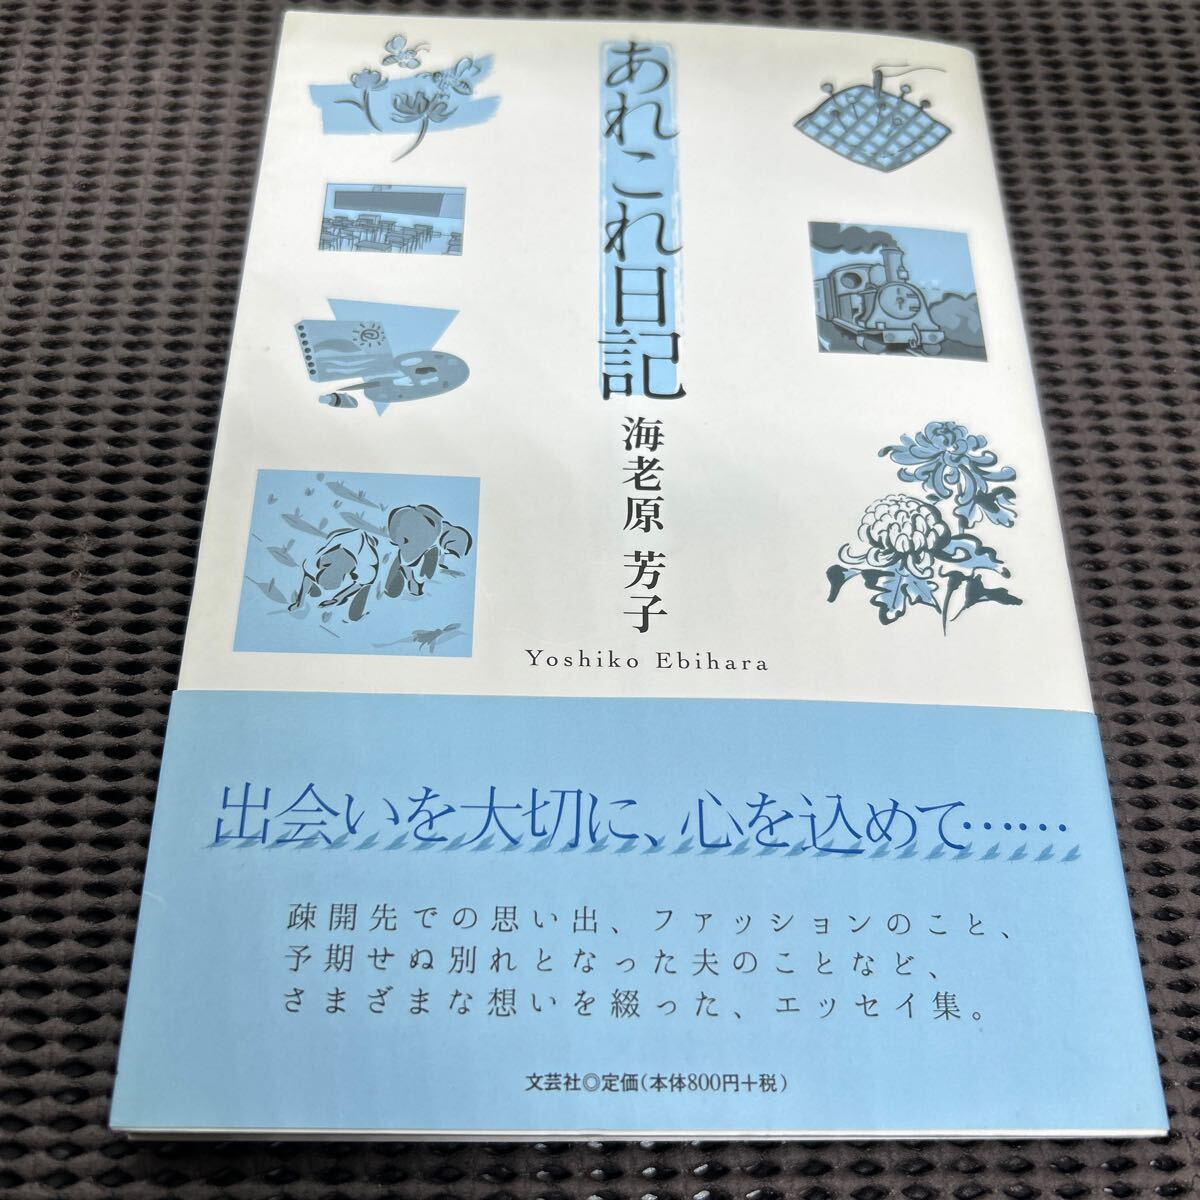 あれこれ日記
海老原 芳子
Yoshiko Ebihara
出会いを大切に、心を込めて……
疎開先での思い出、ファッションのこと、
予期せぬ別れとなった夫のことなど、
さまざまな想いを綴った、エッセイ集。
文芸社◎定価(本体800円+税)